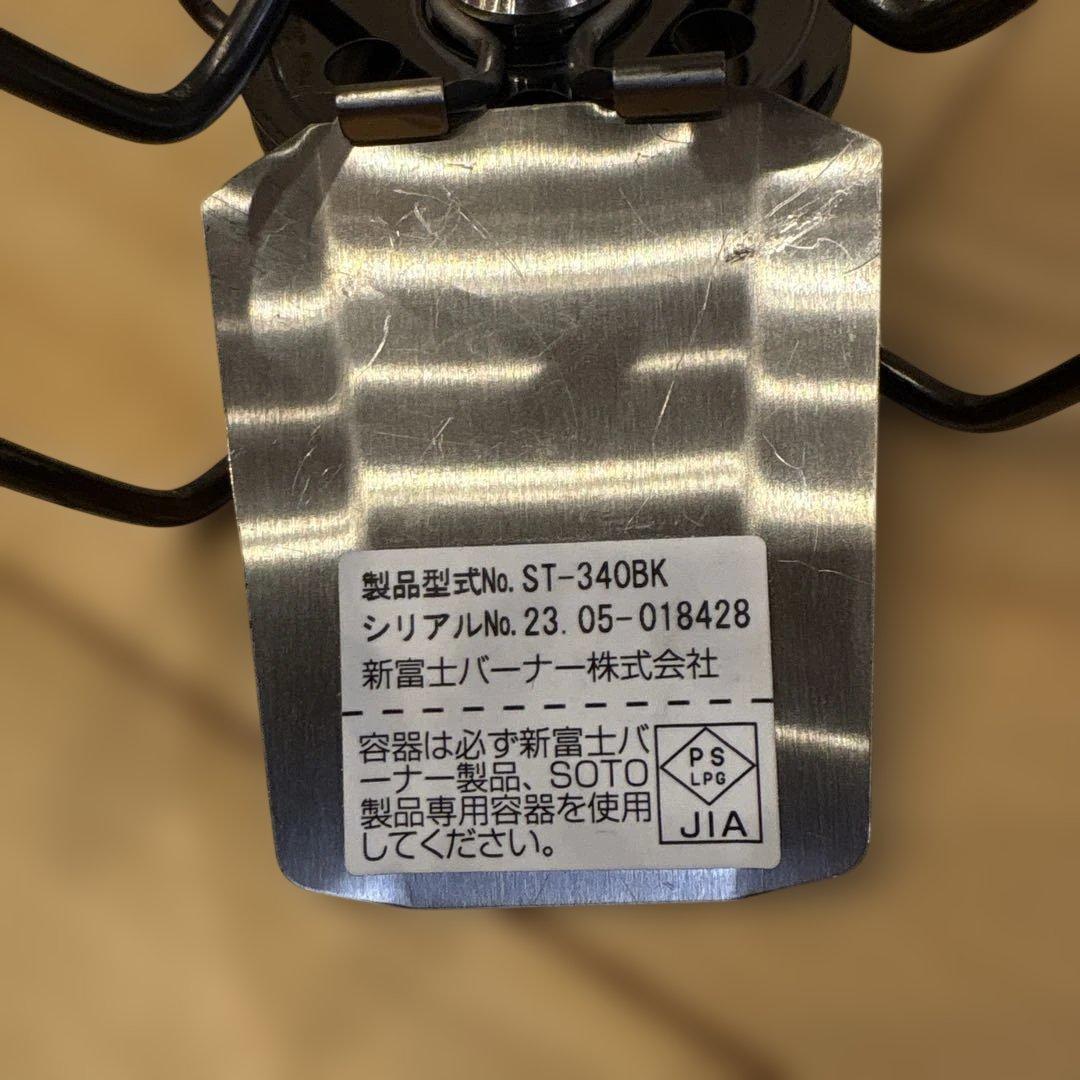 製品型式No. ST-340BK
シリアルNo. 23. 05-018428
新富士バーナー株式会社
容器は必ず新富士バ
ーナー製品、SOTO
製品専用容器を使用
してください。
PS
LPG
JIA